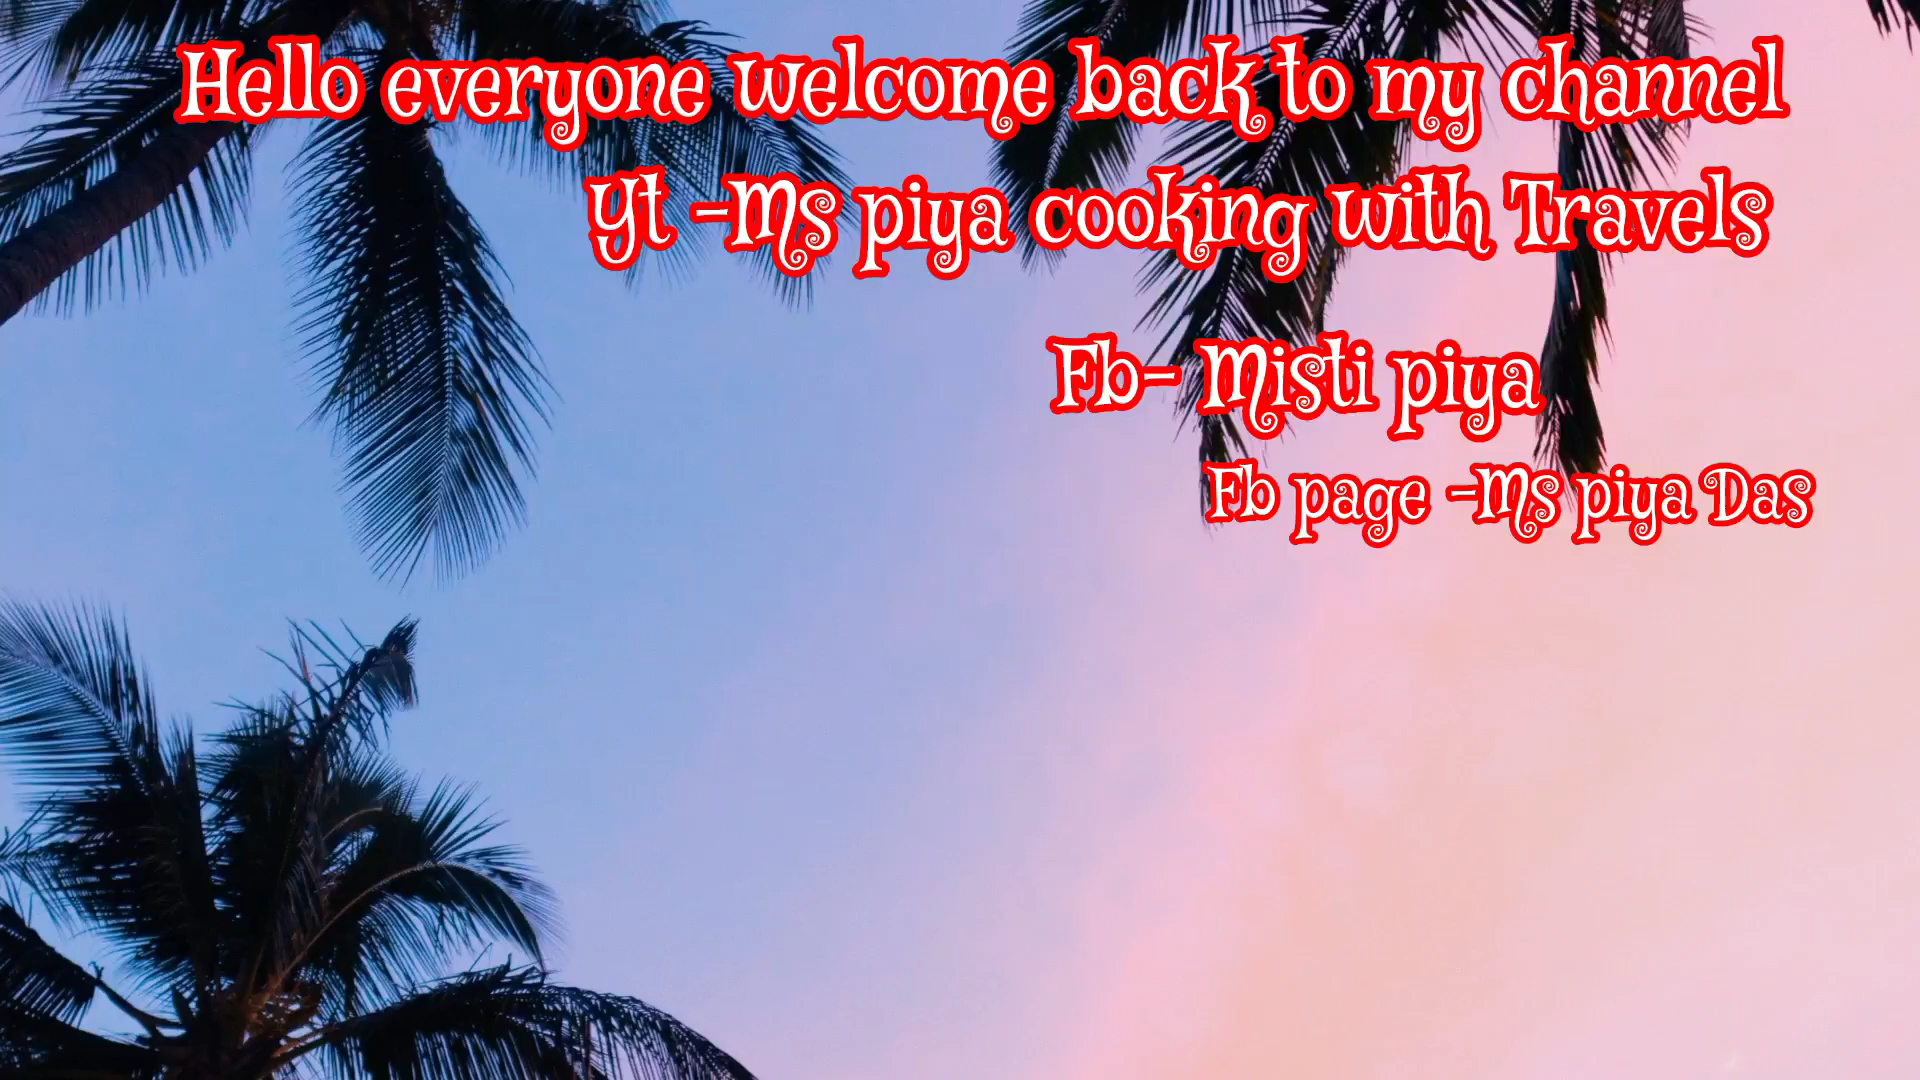 Hello everyone welcome back to my channel
Yt -Ms piya cooking with Travels
Fb- Misti piya
Fb page -Ms piya Das